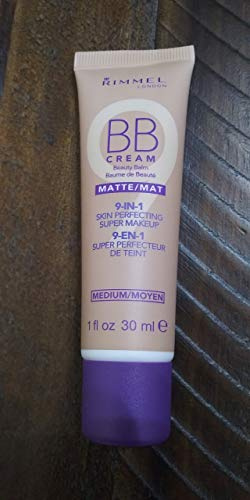 RIMMEL
LONDON
BB
CREAM
Beauty Balm
Baume de Beauté
MATTE/MAT
9-IN-1
SKIN PERFECTING
SUPER MAKEUP
9-EN-1
SUPER PERFECTEUR
DE TEINT
MEDIUM/MOYEN
1 fl oz 30 ml e